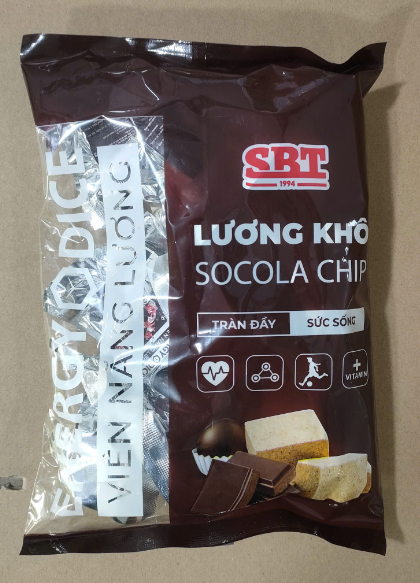 SBT
1994
LƯƠNG KHÔ
SOCOLA CHIP
TRÀN ĐẦY SỨC SỐNG
+
VITAMIN
ENERGY DICE
VIÊN NĂNG LƯỢNG